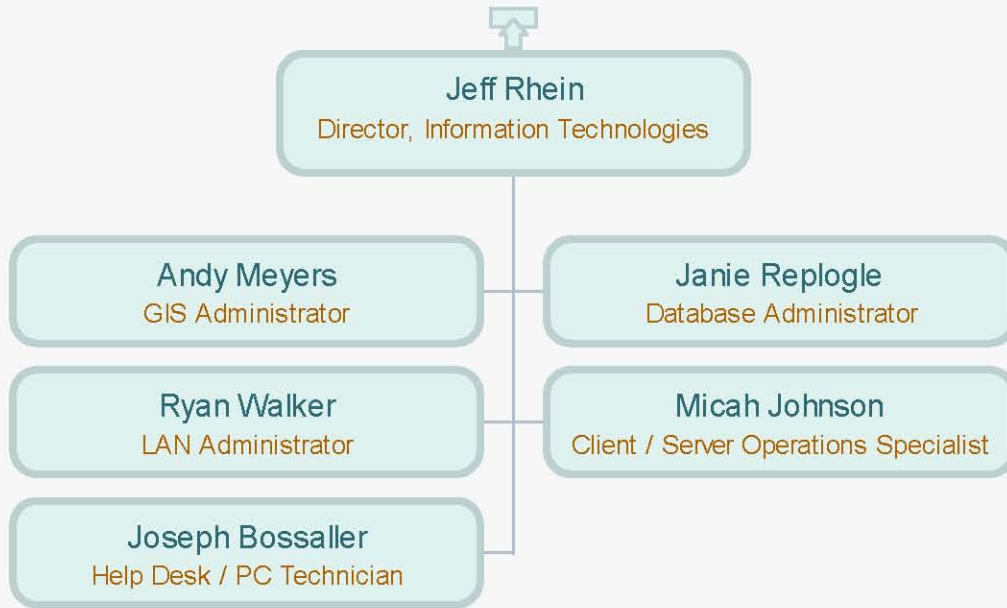 Jeff Rhein
Director, Information Technologies
Andy Meyers
GIS Administrator
Janie Replogle
Database Administrator
Ryan Walker
LAN Administrator
Micah Johnson
Client / Server Operations Specialist
Joseph Bossaller
Help Desk / PC Technician